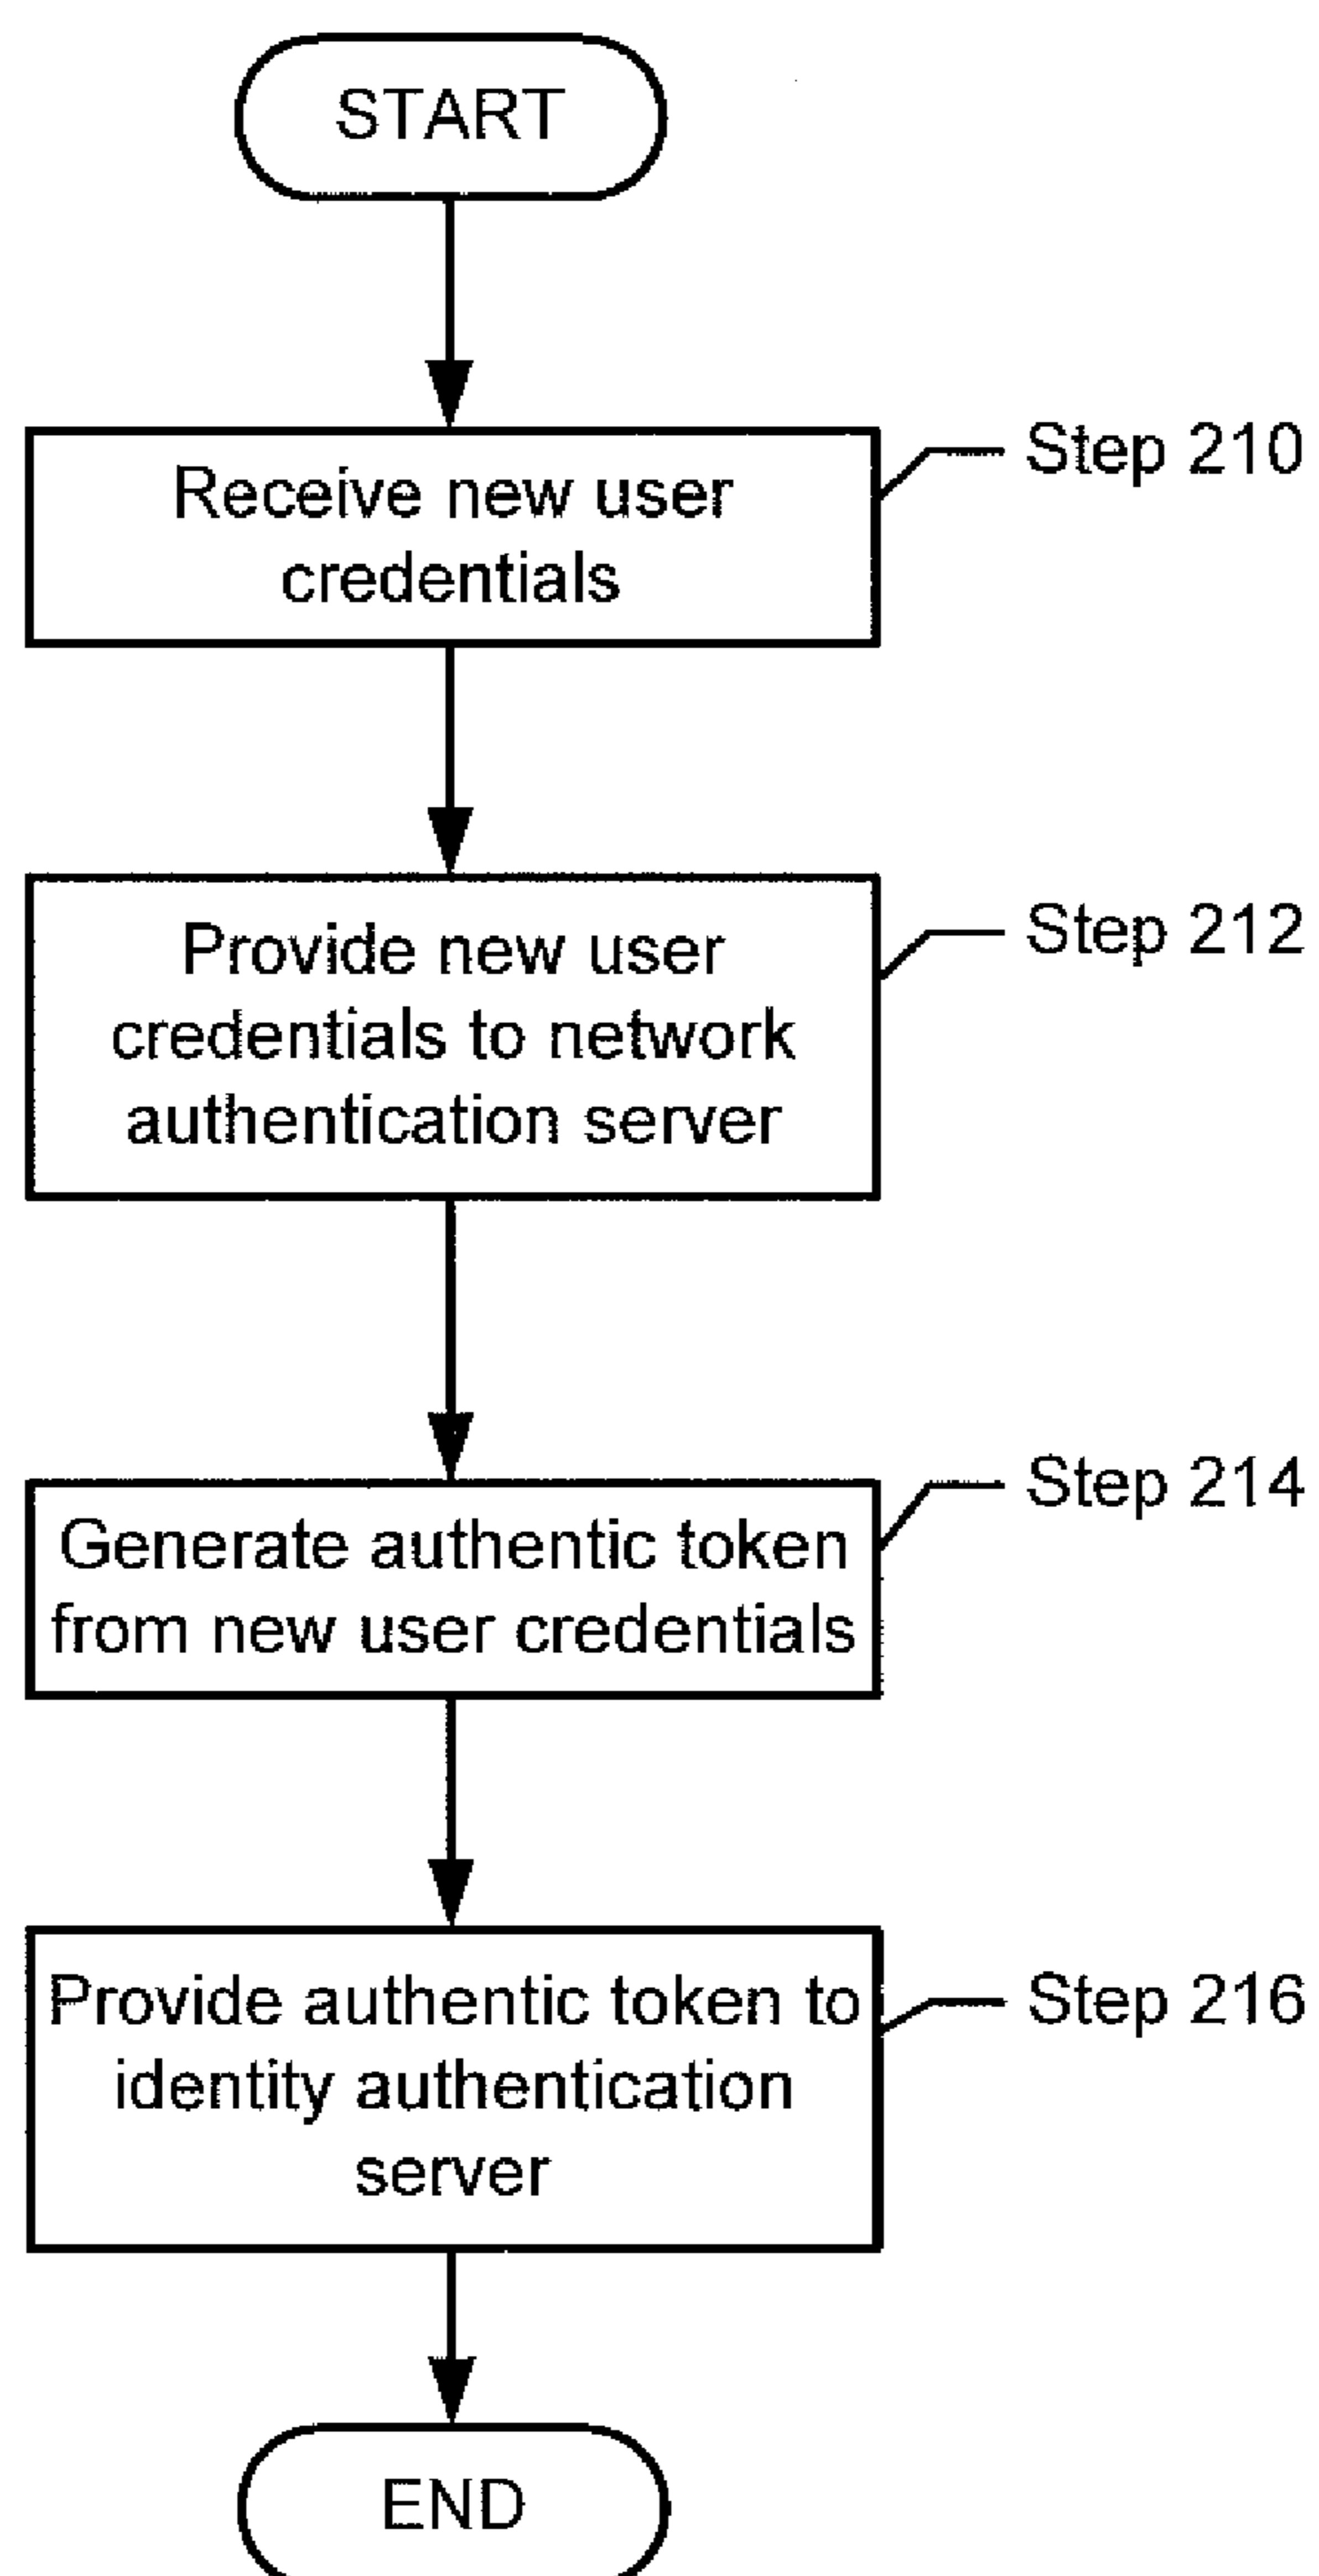 START
Receive new user
credentials
Step 210
Provide new user
credentials to network
authentication server
Step 212
Generate authentic token
from new user credentials
Step 214
Provide authentic token to
identity authentication
server
Step 216
END